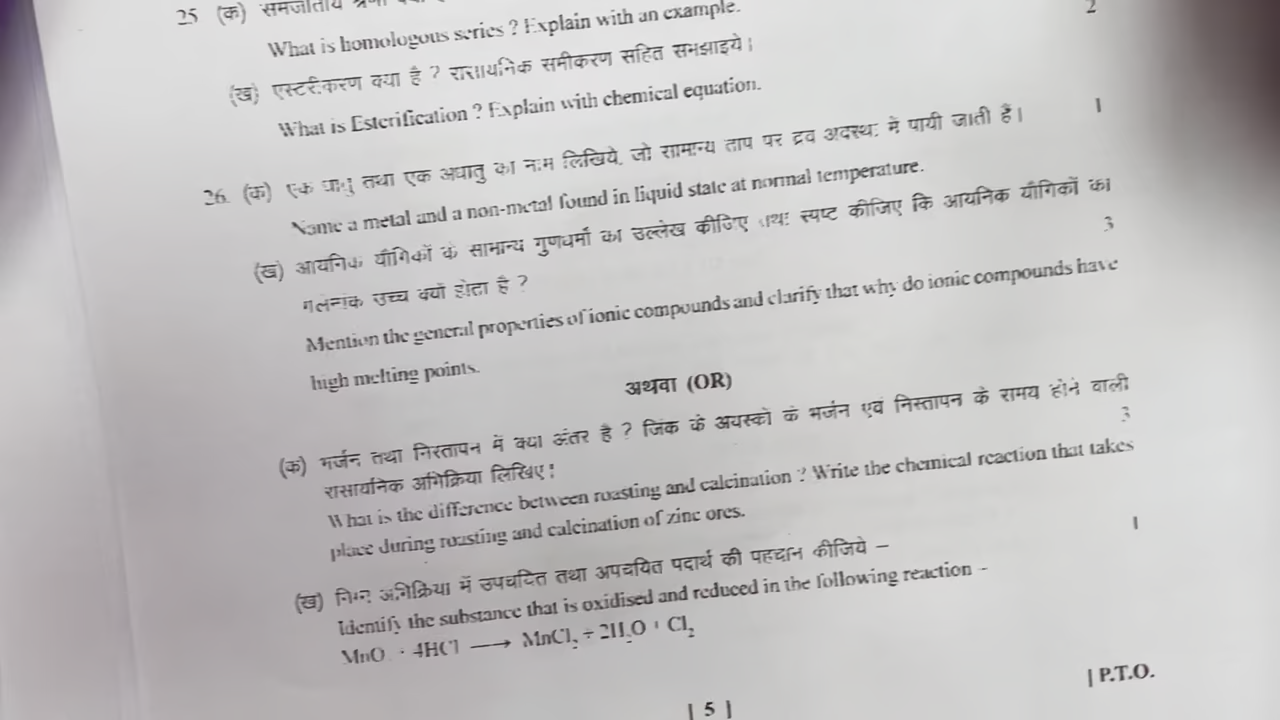 25 (क) समजातीय
What is homologous series ? Explain with an example.
2
(ख) एस्टरीकरण क्या है ? रासायनिक समीकरण सहित समझाइये।
What is Esterification ? Explain with chemical equation.
26. (क) एक धातु तथा एक अधातु का नाम लिखिये, जो सामान्य ताप पर द्रव अवस्था में पायी जाती हैं। 1
Name a metal and a non-metal found in liquid state at normal temperature.
(ख) आयनिक यौगिकों के सामान्य गुणधर्मों का उल्लेख कीजिए तथा स्पष्ट कीजिए कि आयनिक यौगिकों का
गलनांक उच्च क्यों होता है ? 3
Mention the general properties of ionic compounds and clarify that why do ionic compounds have
high melting points.
अथवा (OR)
(क) भर्जन तथा निस्तापन में क्या अंतर है ? जिंक के अयस्कों के भर्जन एवं निस्तापन के समय होने वाली
रासायनिक अभिक्रिया लिखिए। 3
What is the difference between roasting and calcination ? Write the chemical reaction that takes
place during roasting and calcination of zinc ores.
(ख) निम्न अभिक्रिया में उपचयित तथा अपचयित पदार्थ की पहचान कीजिये – 1
Identify the substance that is oxidised and reduced in the following reaction -
MnO + 4HCl ⟶ MnCl₂ + 2H₂O + Cl₂
[ 5 ]
[ P.T.O.